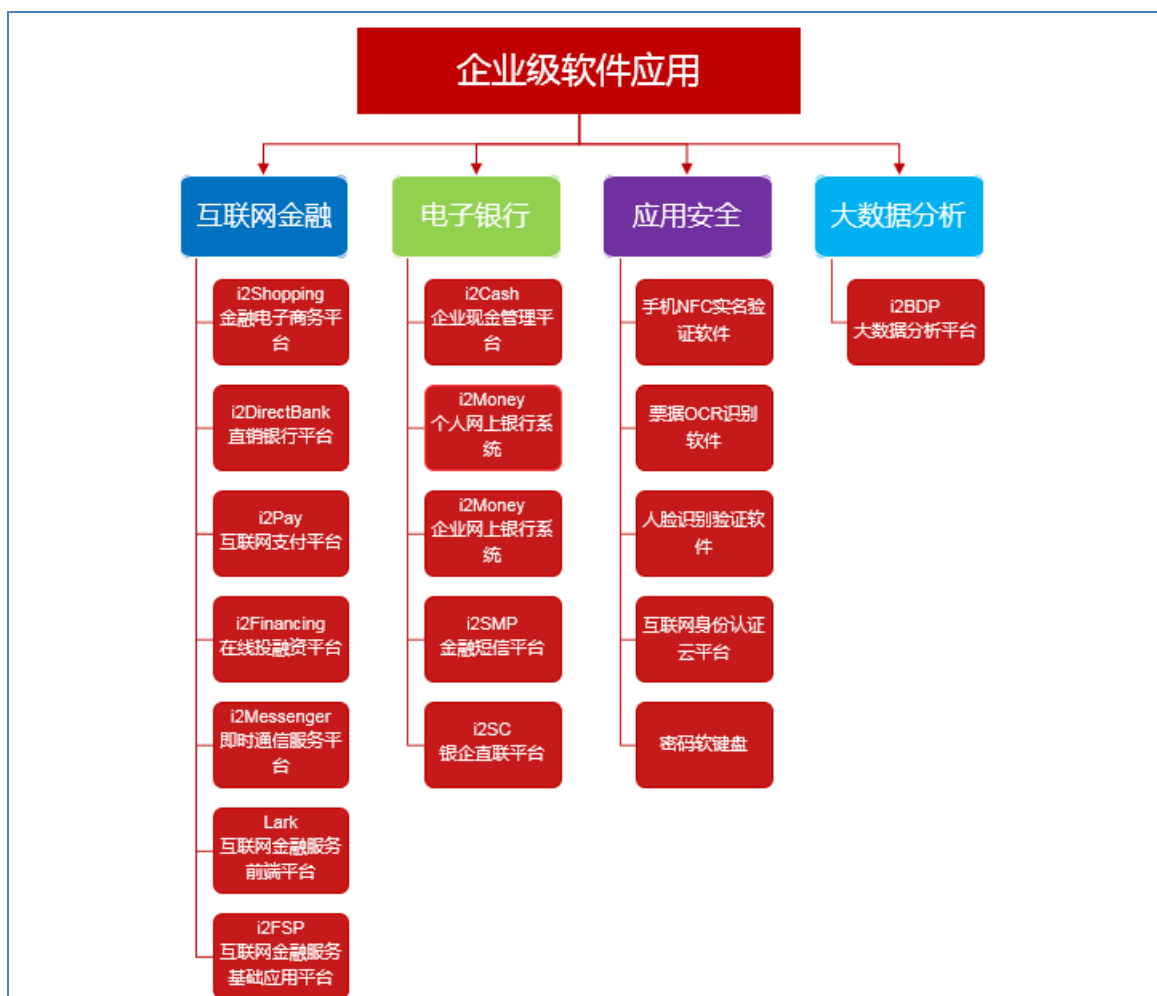 企业级软件应用
互联网金融
电子银行
应用安全
大数据分析
i2Shopping
金融电子商务平
台
i2DirectBank
直销银行平台
i2Pay
互联网支付平台
i2Financing
在线投融资平台
i2Messenger
即时通信服务平
台
Lark
互联网金融服务
前端平台
i2FSP
互联网金融服务
基础应用平台
i2Cash
企业现金管理平
台
i2Money
个人网上银行系
统
i2Money
企业网上银行系
统
i2SMP
金融短信平台
i2SC
银企直联平台
手机NFC实名验
证软件
票据OCR识别
软件
人脸识别验证软
件
互联网身份认证
云平台
密码软键盘
i2BDP
大数据分析平台